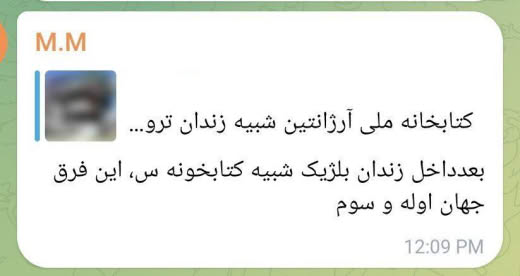 M.M
کتابخانه ملی آرژانتین شبیه زندان ترو...
بعدداخل زندان بلژیک شبیه کتابخونه س، این فرق
جهان اوله و سوم
12:09 PM